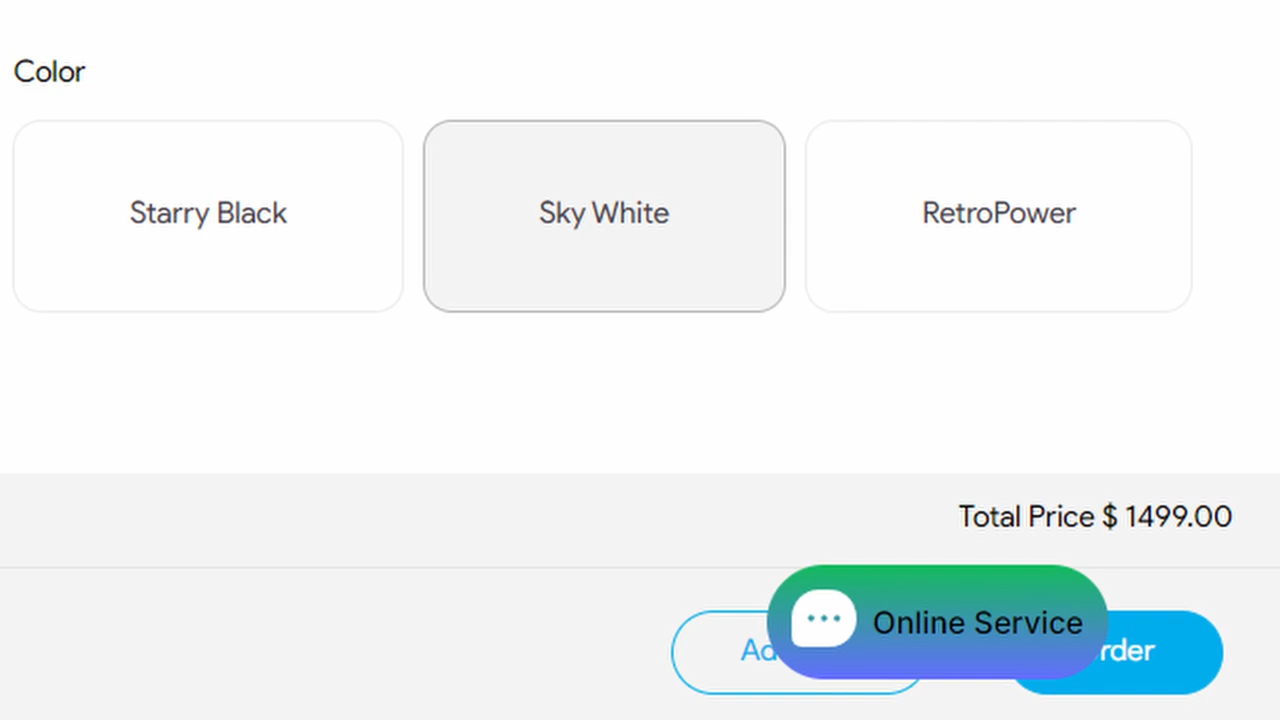 Color
Starry Black
Sky White
RetroPower
Total Price $ 1499.00
Online Service